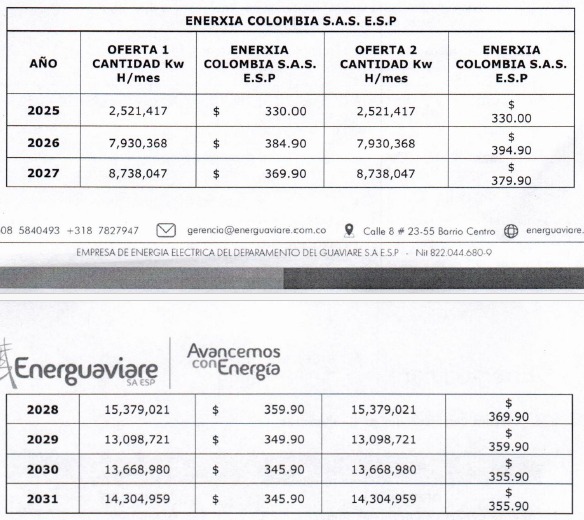 ENERXIA COLOMBIA S.A.S. E.S.P
AÑO | OFERTA 1 CANTIDAD Kw H/mes | ENERXIA COLOMBIA S.A.S. E.S.P | OFERTA 2 CANTIDAD Kw H/mes | ENERXIA COLOMBIA S.A.S. E.S.P
2025 | 2,521,417 | $ 330.00 | 2,521,417 | $ 330.00
2026 | 7,930,368 | $ 384.90 | 7,930,368 | $ 394.90
2027 | 8,738,047 | $ 369.90 | 8,738,047 | $ 379.90
08 5840493 +318 7827947 gerencia@energuaviare.com.co Calle 8 # 23-55 Barrio Centro energuaviare.
EMPRESA DE ENERGIA ELECTRICA DEL DEPARAMENTO DEL GUAVIARE S.A E.S.P - Nit 822.044.680-9
Energuaviare
SA ESP
Avancemos
con Energía
2028 | 15,379,021 | $ 359.90 | 15,379,021 | $ 369.90
2029 | 13,098,721 | $ 349.90 | 13,098,721 | $ 359.90
2030 | 13,668,980 | $ 345.90 | 13,668,980 | $ 355.90
2031 | 14,304,959 | $ 345.90 | 14,304,959 | $ 355.90